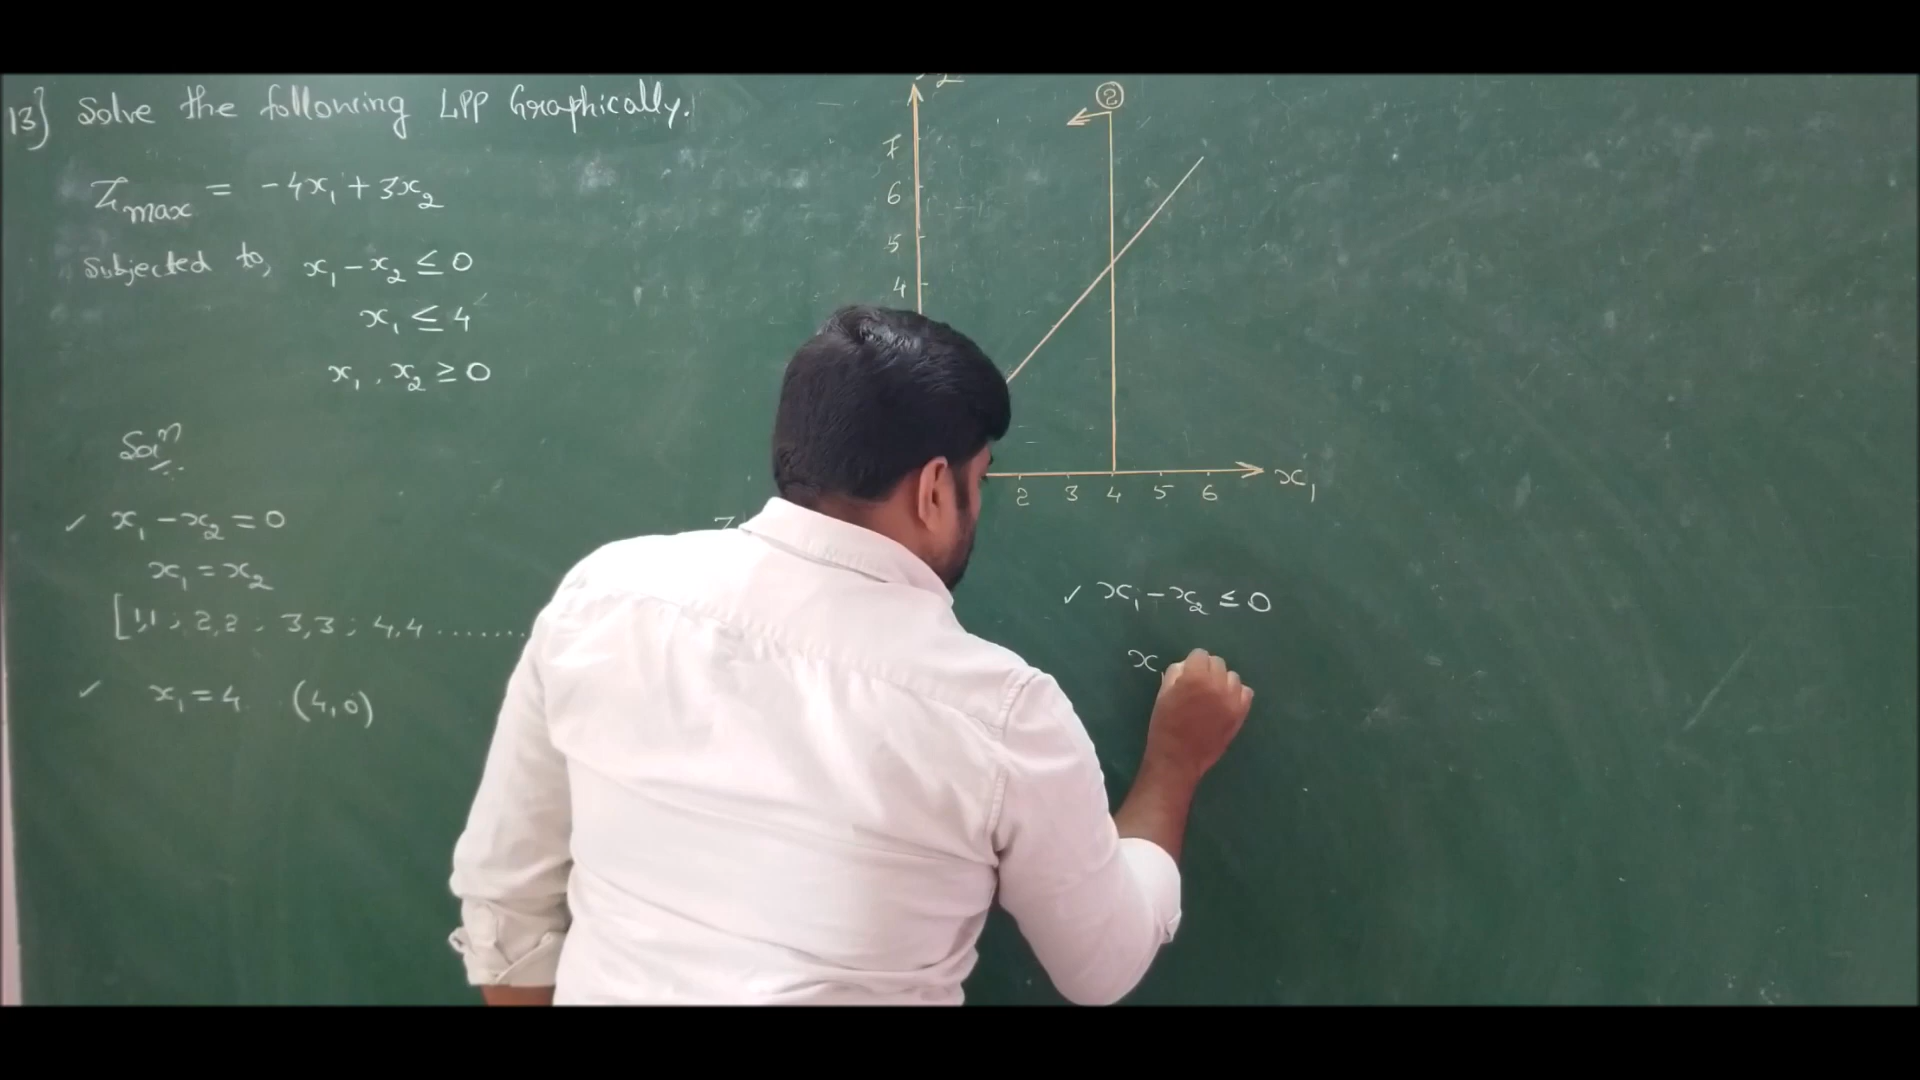 13] Solve the following LPP Graphically.
Zmax = -4x₁ + 3x₂
Subjected to, x₁ - x₂ ≤ 0
x₁ ≤ 4
x₁, x₂ ≥ 0
Solⁿ
✓ x₁ - x₂ = 0
x₁ = x₂
[1,1 ; 2,2 ; 3,3 ; 4,4 .......
✓ x₁ = 4 (4,0)
②
7
6
5
4
2 3 4 5 6 x₁
✓ x₁ - x₂ ≤ 0
x₁